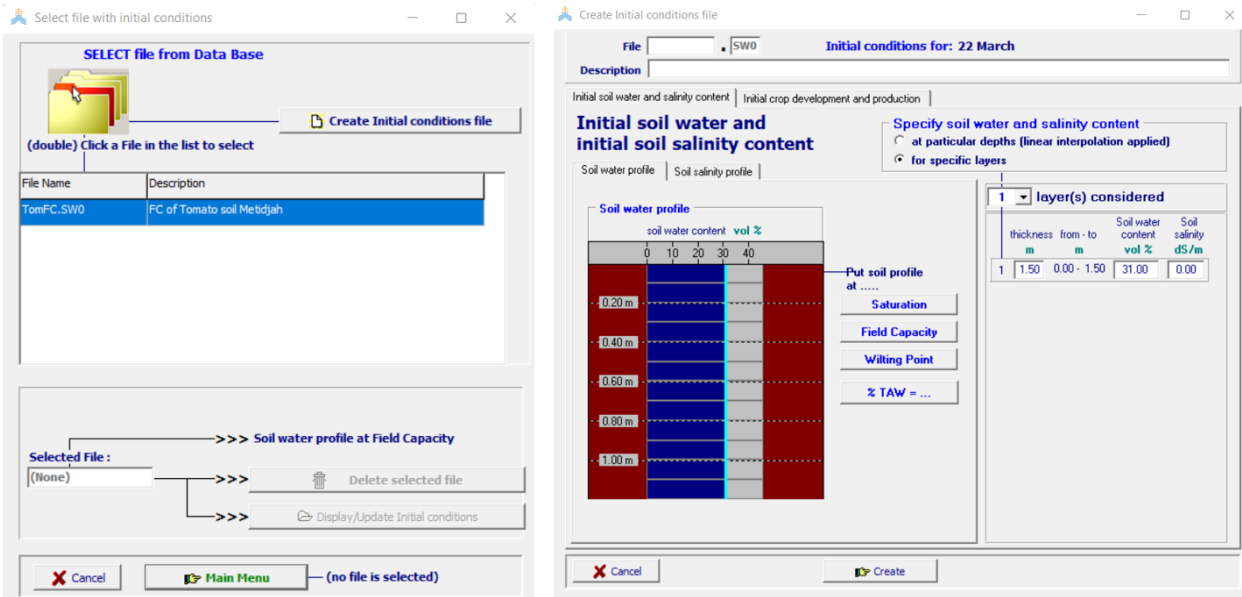 Select file with initial conditions
SELECT file from Data Base
Create Initial conditions file
(double) Click a File in the list to select
File Name Description
TomFC.SW0 FC of Tomato soil Metidjah
>>> Soil water profile at Field Capacity
Selected File :
(None) >>> Delete selected file
>>> Display/Update Initial conditions
Cancel Main Menu (no file is selected)
Create Initial conditions file
File . SW0 Initial conditions for: 22 March
Description
Initial soil water and salinity content Initial crop development and production
Initial soil water and
initial soil salinity content
Specify soil water and salinity content
at particular depths (linear interpolation applied)
for specific layers
Soil water profile Soil salinity profile
Soil water profile
soil water content vol %
0 10 20 30 40
0.20 m
0.40 m
0.60 m
0.80 m
1.00 m
Put soil profile
at .....
Saturation
Field Capacity
Wilting Point
% TAW = ...
1 layer(s) considered
Soil water Soil
thickness from - to content salinity
m m vol % dS/m
1 1.50 0.00 - 1.50 31.00 0.00
Cancel Create